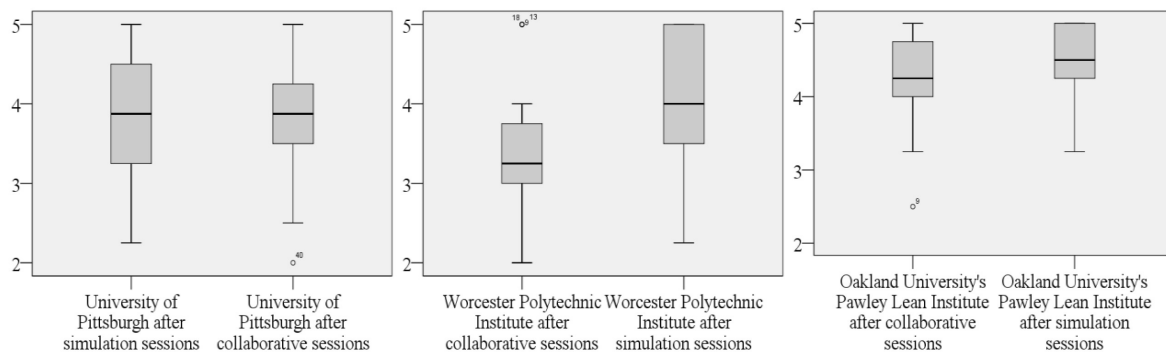 5
4
3
2
40
University of
Pittsburgh after
simulation sessions
University of
Pittsburgh after
collaborative sessions
5
4
3
2
18 9 13
Worcester Polytechnic
Institute after
collaborative sessions
Worcester Polytechnic
Institute after
simulation sessions
5
4
3
2
9
Oakland University's
Pawley Lean Institute
after collaborative
sessions
Oakland University's
Pawley Lean Institute
after simulation
sessions